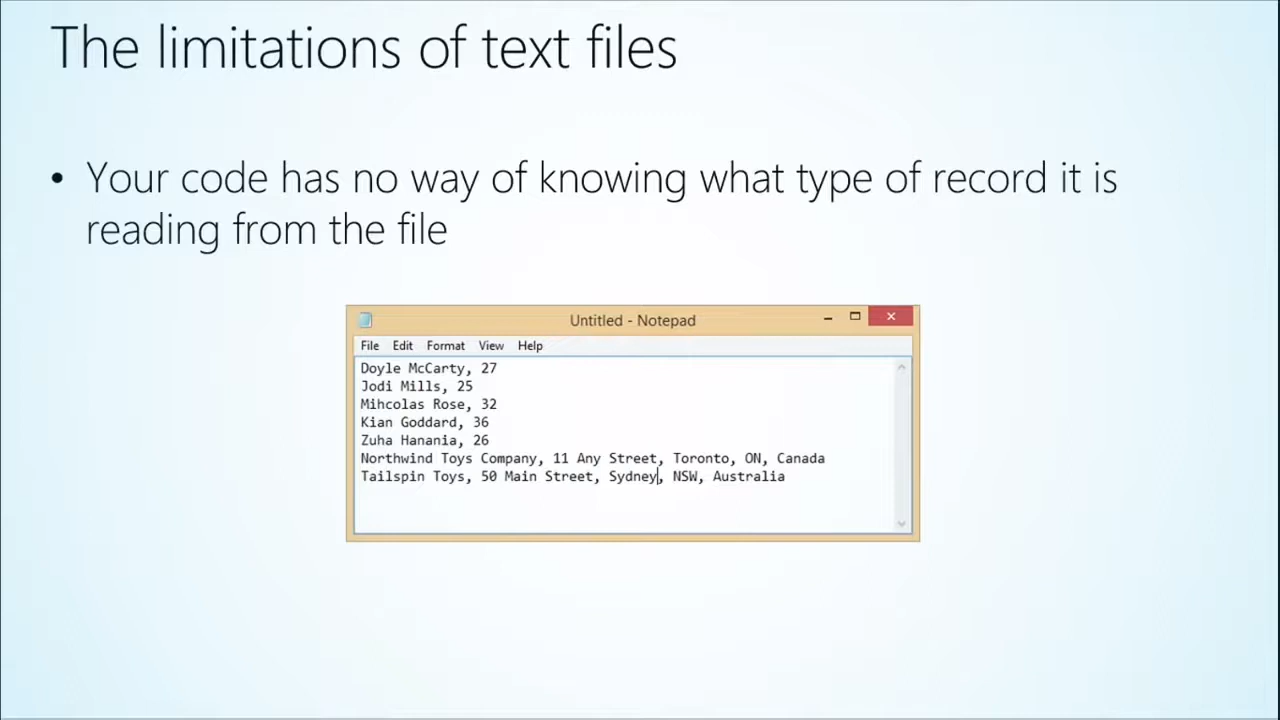 The limitations of text files
• Your code has no way of knowing what type of record it is
reading from the file
Untitled - Notepad
File Edit Format View Help
Doyle McCarty, 27
Jodi Mills, 25
Mihcolas Rose, 32
Kian Goddard, 36
Zuha Hanania, 26
Northwind Toys Company, 11 Any Street, Toronto, ON, Canada
Tailspin Toys, 50 Main Street, Sydney, NSW, Australia